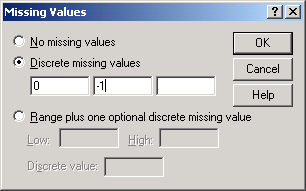 Missing Values
No missing values
OK
Discrete missing values
0 -1
Cancel
Help
Range plus one optional discrete missing value
Low: High:
Discrete value: